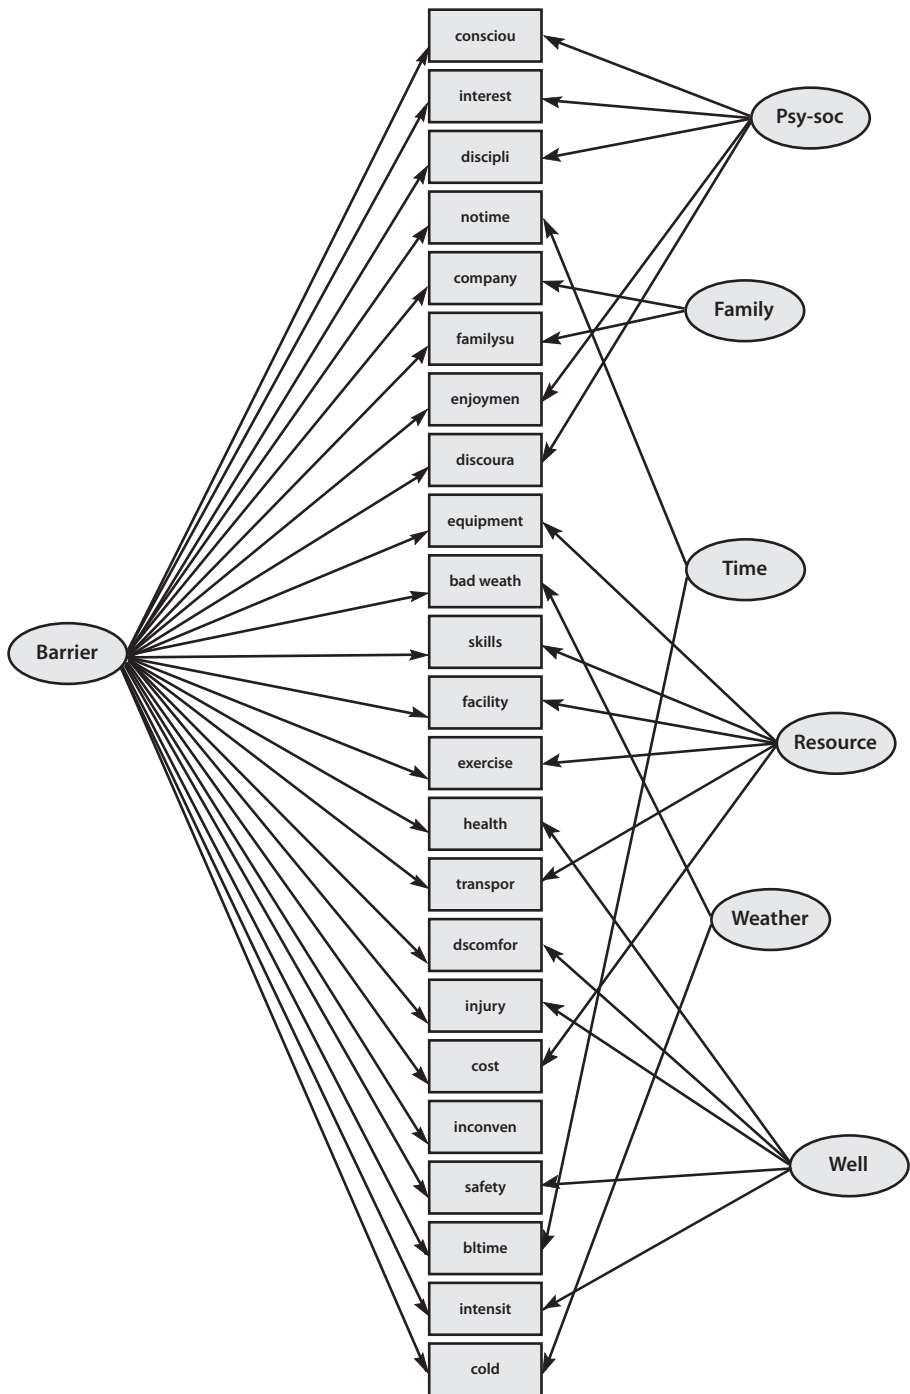 consciou
interest
discipli
notime
company
familysu
enjoymen
discoura
equipment
bad weath
skills
facility
exercise
health
transpor
dscomfor
injury
cost
inconven
safety
bltime
intensit
cold
Barrier
Psy-soc
Family
Time
Resource
Weather
Well